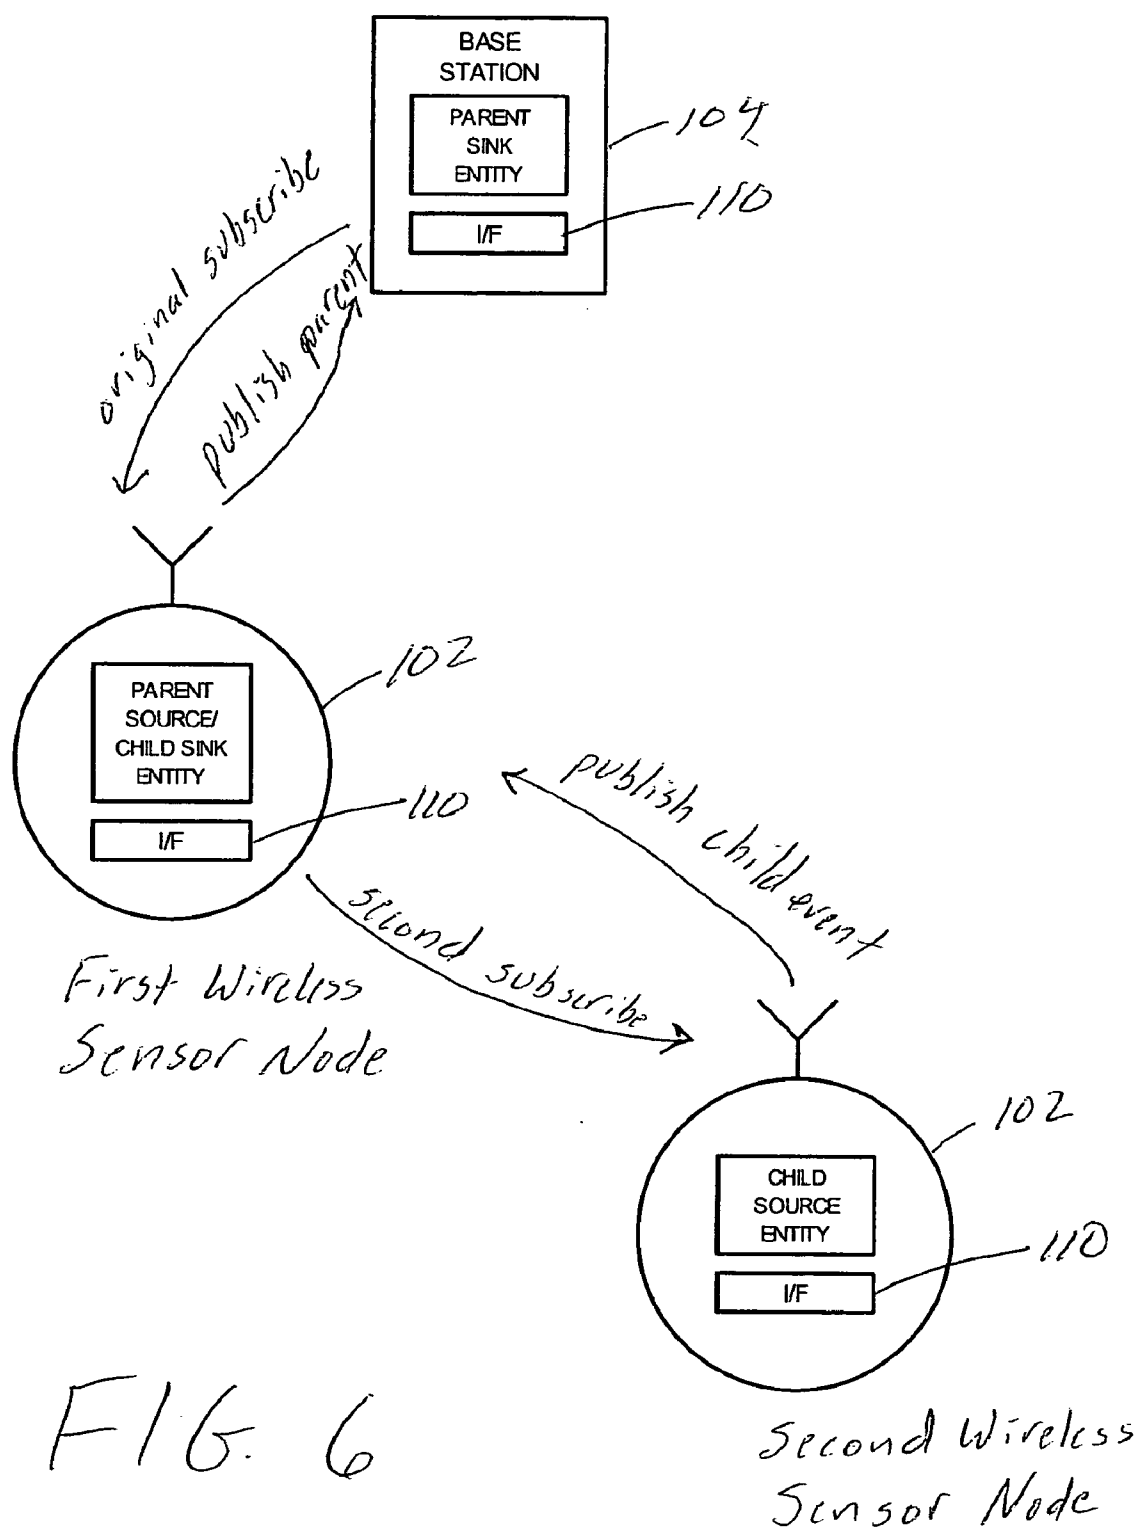 BASE
STATION
PARENT
SINK
ENTITY
I/F
104
110
original subscribe
publish parent
PARENT
SOURCE/
CHILD SINK
ENTITY
I/F
102
110
publish child event
second subscribe
First Wireless
Sensor Node
CHILD
SOURCE
ENTITY
I/F
102
110
Second Wireless
Sensor Node
FIG. 6